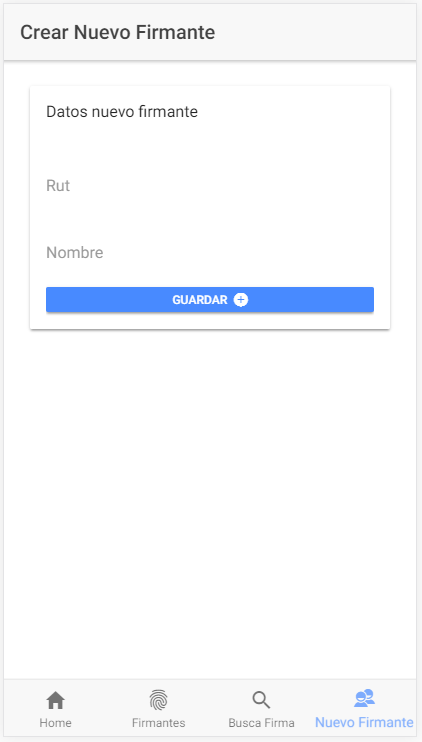 Crear Nuevo Firmante
Datos nuevo firmante
Rut
Nombre
GUARDAR
Home Firmantes Busca Firma Nuevo Firmante